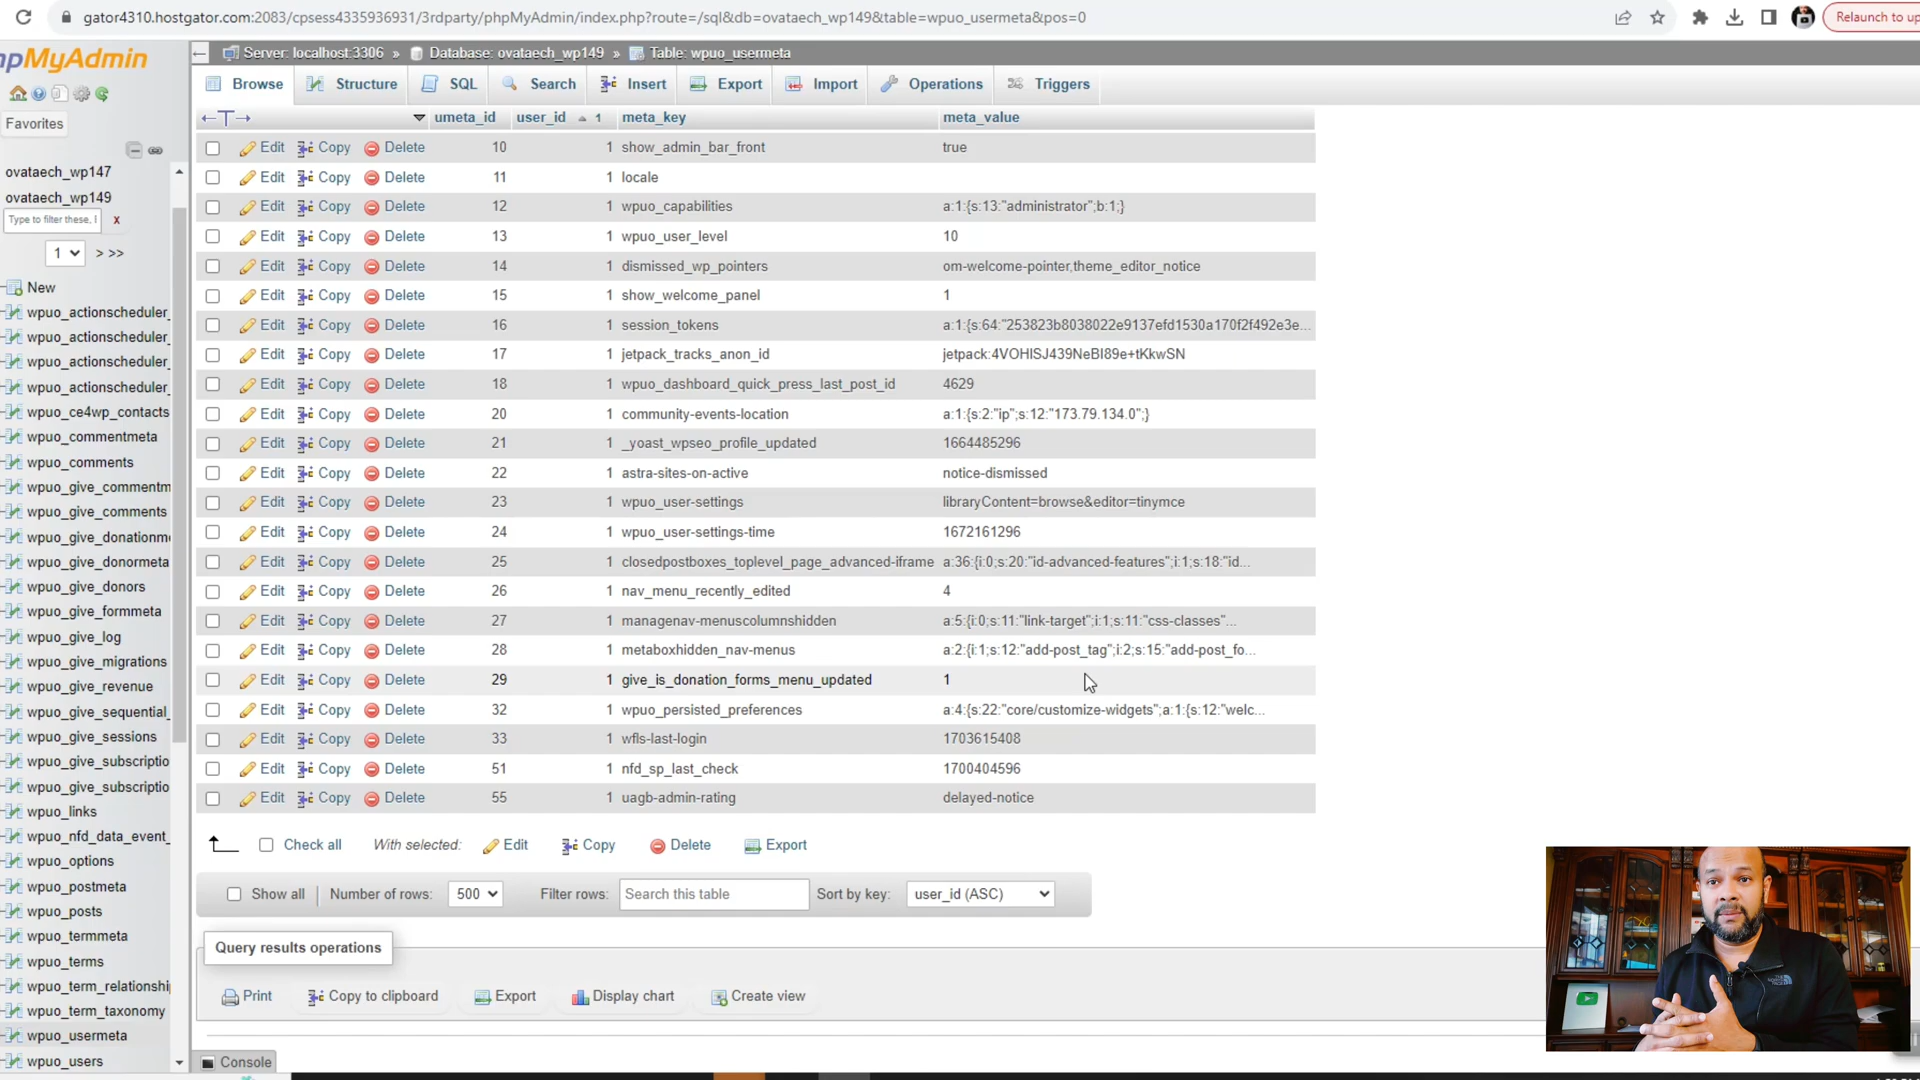 gator4310.hostgator.com:2083/cpsess4335936931/3rdparty/phpMyAdmin/index.php?route=/sql&db=ovataech_wp149&table=wpuo_usermeta&pos=0
Relaunch to up
hpMyAdmin
Server: localhost:3306 » Database: ovataech_wp149 » Table: wpuo_usermeta
Browse Structure SQL Search Insert Export Import Operations Triggers
Favorites
ovataech_wp147
ovataech_wp149
Type to filter these, x
1 > >>
New
wpuo_actionscheduler_
wpuo_actionscheduler_
wpuo_actionscheduler_
wpuo_actionscheduler_
wpuo_ce4wp_contacts
wpuo_commentmeta
wpuo_comments
wpuo_give_commentm
wpuo_give_comments
wpuo_give_donationm
wpuo_give_donormeta
wpuo_give_donors
wpuo_give_formmeta
wpuo_give_log
wpuo_give_migrations
wpuo_give_revenue
wpuo_give_sequential_
wpuo_give_sessions
wpuo_give_subscriptio
wpuo_give_subscriptio
wpuo_links
wpuo_nfd_data_event_
wpuo_options
wpuo_postmeta
wpuo_posts
wpuo_termmeta
wpuo_terms
wpuo_term_relationshi
wpuo_term_taxonomy
wpuo_usermeta
wpuo_users
←T→ umeta_id user_id 1 meta_key meta_value
Edit Copy Delete 10 1 show_admin_bar_front true
Edit Copy Delete 11 1 locale
Edit Copy Delete 12 1 wpuo_capabilities a:1:{s:13:"administrator";b:1;}
Edit Copy Delete 13 1 wpuo_user_level 10
Edit Copy Delete 14 1 dismissed_wp_pointers om-welcome-pointer,theme_editor_notice
Edit Copy Delete 15 1 show_welcome_panel 1
Edit Copy Delete 16 1 session_tokens a:1:{s:64:"253823b8038022e9137efd1530a170f2f492e3e...
Edit Copy Delete 17 1 jetpack_tracks_anon_id jetpack:4VOHISJ439NeBI89e+tKkwSN
Edit Copy Delete 18 1 wpuo_dashboard_quick_press_last_post_id 4629
Edit Copy Delete 20 1 community-events-location a:1:{s:2:"ip";s:12:"173.79.134.0";}
Edit Copy Delete 21 1 _yoast_wpseo_profile_updated 1664485296
Edit Copy Delete 22 1 astra-sites-on-active notice-dismissed
Edit Copy Delete 23 1 wpuo_user-settings libraryContent=browse&editor=tinymce
Edit Copy Delete 24 1 wpuo_user-settings-time 1672161296
Edit Copy Delete 25 1 closedpostboxes_toplevel_page_advanced-iframe a:36:{i:0;s:20:"id-advanced-features";i:1;s:18:"id...
Edit Copy Delete 26 1 nav_menu_recently_edited 4
Edit Copy Delete 27 1 managenav-menuscolumnshidden a:5:{i:0;s:11:"link-target";i:1;s:11:"css-classes"...
Edit Copy Delete 28 1 metaboxhidden_nav-menus a:2:{i:1;s:12:"add-post_tag";i:2;s:15:"add-post_fo...
Edit Copy Delete 29 1 give_is_donation_forms_menu_updated 1
Edit Copy Delete 32 1 wpuo_persisted_preferences a:4:{s:22:"core/customize-widgets";a:1:{s:12:"welc...
Edit Copy Delete 33 1 wfls-last-login 1703615408
Edit Copy Delete 51 1 nfd_sp_last_check 1700404596
Edit Copy Delete 55 1 uagb-admin-rating delayed-notice
Check all With selected: Edit Copy Delete Export
Show all Number of rows: 500 Filter rows: Search this table Sort by key: user_id (ASC)
Query results operations
Print Copy to clipboard Export Display chart Create view
Console